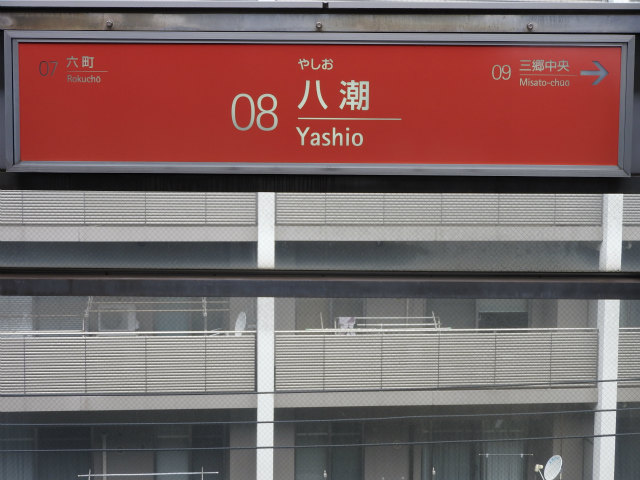 07 六町
Rokuchō
やしお
08 八潮
Yashio
09 三郷中央
Misato-chūō